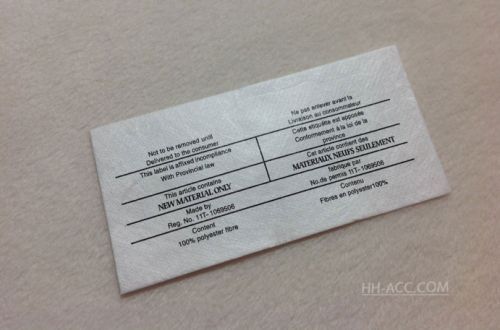 Not to be removed unitl
Delivered to the consumer
This label is affixed incompliance
With Provincial law
This article contains
NEW MATERIAL ONLY
Made by
Reg. No. 11T- 1069506
Content
100% polyester fibre
Ne pas enlever avant la
Livraison au consommateur
Cette étiquette est apposée
Conformement à la loi de la
province
Cet article contient des
MATERIAUX NEUFS SEULEMENT
fabrique par
No.de permis 11T- 1069506
Contenu
Fibres en polyester100%
HH-ACC.COM